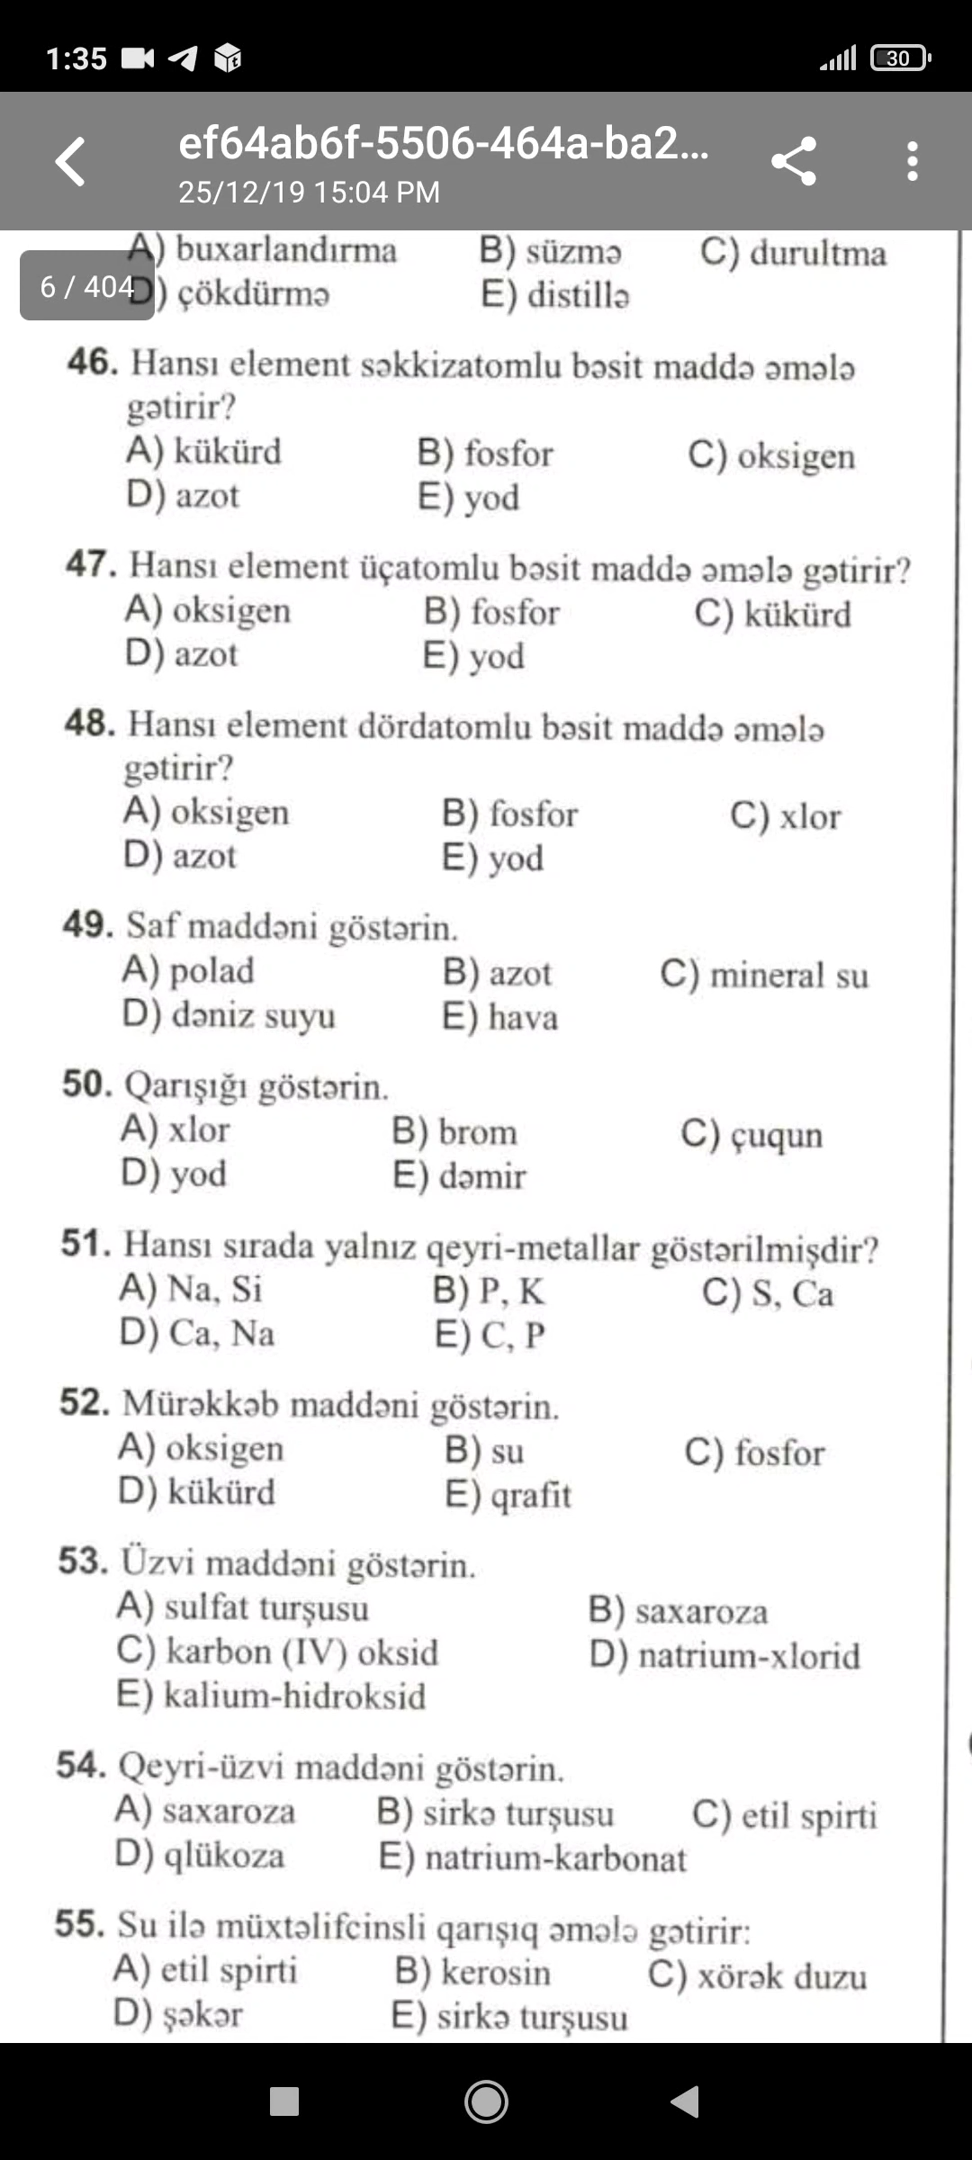 1:35
30
ef64ab6f-5506-464a-ba2...
25/12/19 15:04 PM
6 / 404
A) buxarlandırma B) süzmə C) durultma
D) çökdürmə E) distillə
46. Hansı element səkkizatomlu bəsit maddə əmələ
gətirir?
A) kükürd B) fosfor C) oksigen
D) azot E) yod
47. Hansı element üçatomlu bəsit maddə əmələ gətirir?
A) oksigen B) fosfor C) kükürd
D) azot E) yod
48. Hansı element dördatomlu bəsit maddə əmələ
gətirir?
A) oksigen B) fosfor C) xlor
D) azot E) yod
49. Saf maddəni göstərin.
A) polad B) azot C) mineral su
D) dəniz suyu E) hava
50. Qarışığı göstərin.
A) xlor B) brom C) çuqun
D) yod E) dəmir
51. Hansı sırada yalnız qeyri-metallar göstərilmişdir?
A) Na, Si B) P, K C) S, Ca
D) Ca, Na E) C, P
52. Mürəkkəb maddəni göstərin.
A) oksigen B) su C) fosfor
D) kükürd E) qrafit
53. Üzvi maddəni göstərin.
A) sulfat turşusu B) saxaroza
C) karbon (IV) oksid D) natrium-xlorid
E) kalium-hidroksid
54. Qeyri-üzvi maddəni göstərin.
A) saxaroza B) sirkə turşusu C) etil spirti
D) qlükoza E) natrium-karbonat
55. Su ilə müxtəlifcinsli qarışıq əmələ gətirir:
A) etil spirti B) kerosin C) xörək duzu
D) şəkər E) sirkə turşusu